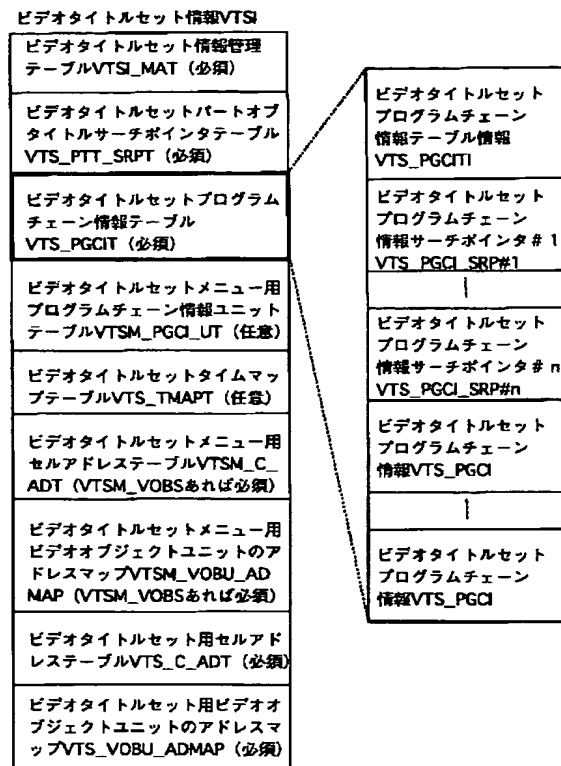 ビデオタイトルセット情報VTSI
ビデオタイトルセット情報管理
テーブルVTSI_MAT（必須）
ビデオタイトルセットパートオブ
タイトルサーチポインタテーブル
VTS_PTT_SRPT（必須）
ビデオタイトルセットプログラム
チェーン情報テーブル
VTS_PGCIT（必須）
ビデオタイトルセットメニュー用
プログラムチェーン情報ユニット
テーブルVTSM_PGCI_UT（任意）
ビデオタイトルセットタイムマッ
プテーブルVTS_TMAPT（任意）
ビデオタイトルセットメニュー用
セルアドレステーブルVTSM_C_
ADT（VTSM_VOBSあれば必須）
ビデオタイトルセットメニュー用
ビデオオブジェクトユニットのア
ドレスマップVTSM_VOBU_AD
MAP（VTSM_VOBSあれば必須）
ビデオタイトルセット用セルアド
レステーブルVTS_C_ADT（必須）
ビデオタイトルセット用ビデオオ
ブジェクトユニットのアドレスマ
ップVTS_VOBU_ADMAP（必須）
ビデオタイトルセット
プログラムチェーン
情報テーブル情報
VTS_PGCITI
ビデオタイトルセット
プログラムチェーン
情報サーチポインタ＃1
VTS_PGCI_SRP#1
ビデオタイトルセット
プログラムチェーン
情報サーチポインタ＃n
VTS_PGCI_SRP#n
ビデオタイトルセット
プログラムチェーン
情報VTS_PGCI
ビデオタイトルセット
プログラムチェーン
情報VTS_PGCI